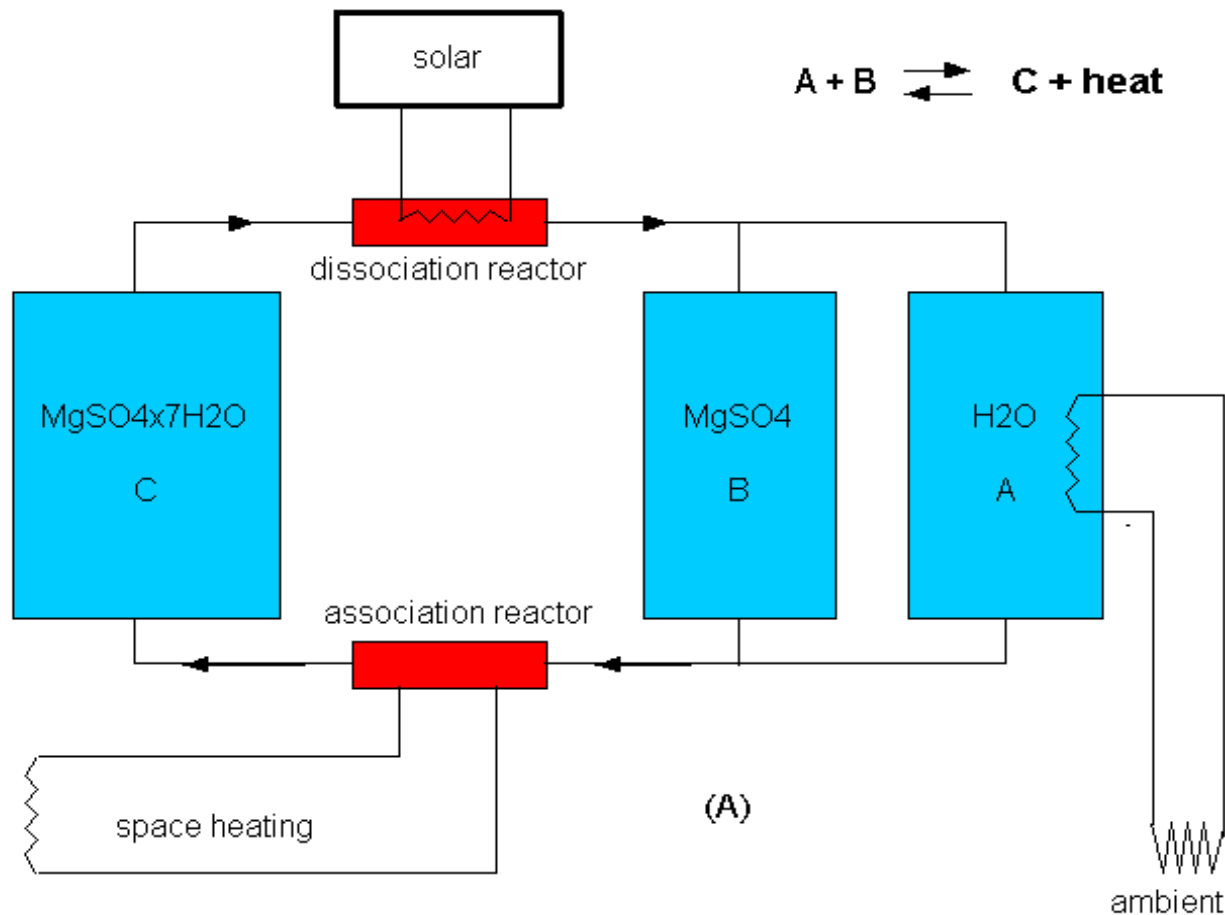 solar
A + B ⇄ C + heat
dissociation reactor
MgSO4x7H2O
C
MgSO4
B
H2O
A
association reactor
space heating
(A)
ambient